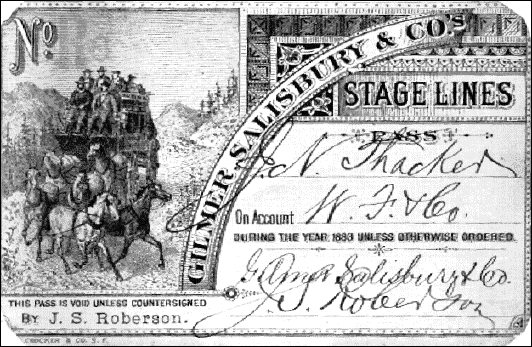 No
GILMER, SALISBURY & CO'S
STAGE LINES
PASS
J. N. Thacker
On Account W. F. & Co.
DURING THE YEAR 1883 UNLESS OTHERWISE ORDERED.
Gilmer Salisbury & Co.
J. S. Roberson
THIS PASS IS VOID UNLESS COUNTERSIGNED
BY J. S. Roberson.
CROCKER & CO. S. F.